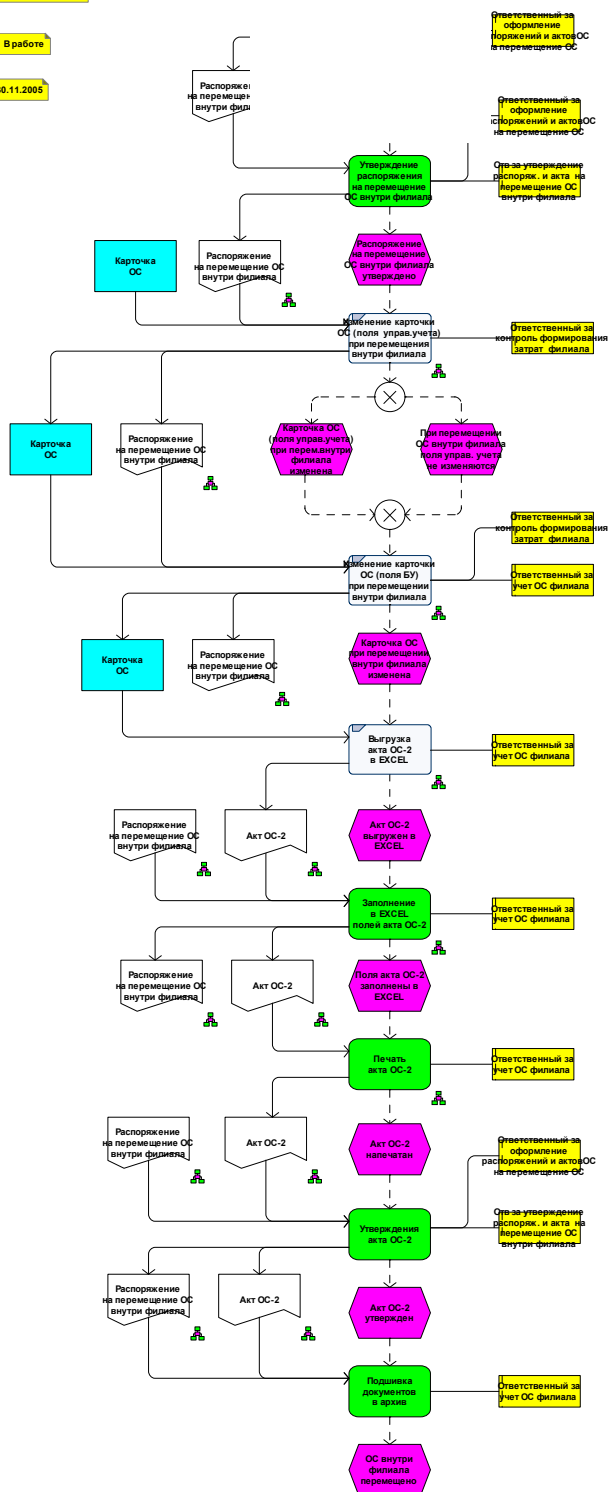 Ответственный за
оформление
поряжений и актовОС
на перемещение ОС
В работе
Распоряжение
на перемещен
внутри фили
30.11.2005
Ответственный за
оформление
споряжений и актовОС
на перемещение ОС
Утверждение
распоряжения
на перемещение
ОС внутри филиала
Отв за утверждение
распоряж. и акта на
перемещение ОС
внутри филиала
Карточка
ОС
Распоряжение
на перемещение ОС
внутри филиала
Распоряжение
на перемещение
ОС внутри филиала
утверждено
Изменение карточки
ОС (поля управ.учета)
при перемещения
внутри филиала
Ответственный за
контроль формирования
затрат филиала
Карточка
ОС
Распоряжение
на перемещение ОС
внутри филиала
Карточка ОС
(поля управ.учета)
при перем.внутри
филиала
изменена
При перемещении
ОС внутри филиала
поля управ. учета
не изменяются
Ответственный за
контроль формирования
затрат филиала
Изменение карточки
ОС (поля БУ)
при перемещении
внутри филиала
Ответственный за
учет ОС филиала
Карточка
ОС
Распоряжение
на перемещение ОС
внутри филиала
Карточка ОС
при перемещении
внутри филиала
изменена
Выгрузка
акта ОС-2
в EXCEL
Ответственный за
учет ОС филиала
Распоряжение
на перемещение ОС
внутри филиала
Акт ОС-2
Акт ОС-2
выгружен в
EXCEL
Заполнение
в EXCEL
полей акта ОС-2
Ответственный за
учет ОС филиала
Распоряжение
на перемещение ОС
внутри филиала
Акт ОС-2
Поля акта ОС-2
заполнены в
EXCEL
Печать
акта ОС-2
Ответственный за
учет ОС филиала
Распоряжение
на перемещение ОС
внутри филиала
Акт ОС-2
Акт ОС-2
напечатан
Ответственный за
оформление
распоряжений и актовОС
на перемещение ОС
Утверждения
акта ОС-2
Отв за утверждение
распоряж. и акта на
перемещение ОС
внутри филиала
Распоряжение
на перемещение ОС
внутри филиала
Акт ОС-2
Акт ОС-2
утвержден
Подшивка
документов
в архив
Ответственный за
учет ОС филиала
ОС внутри
филиала
перемещено